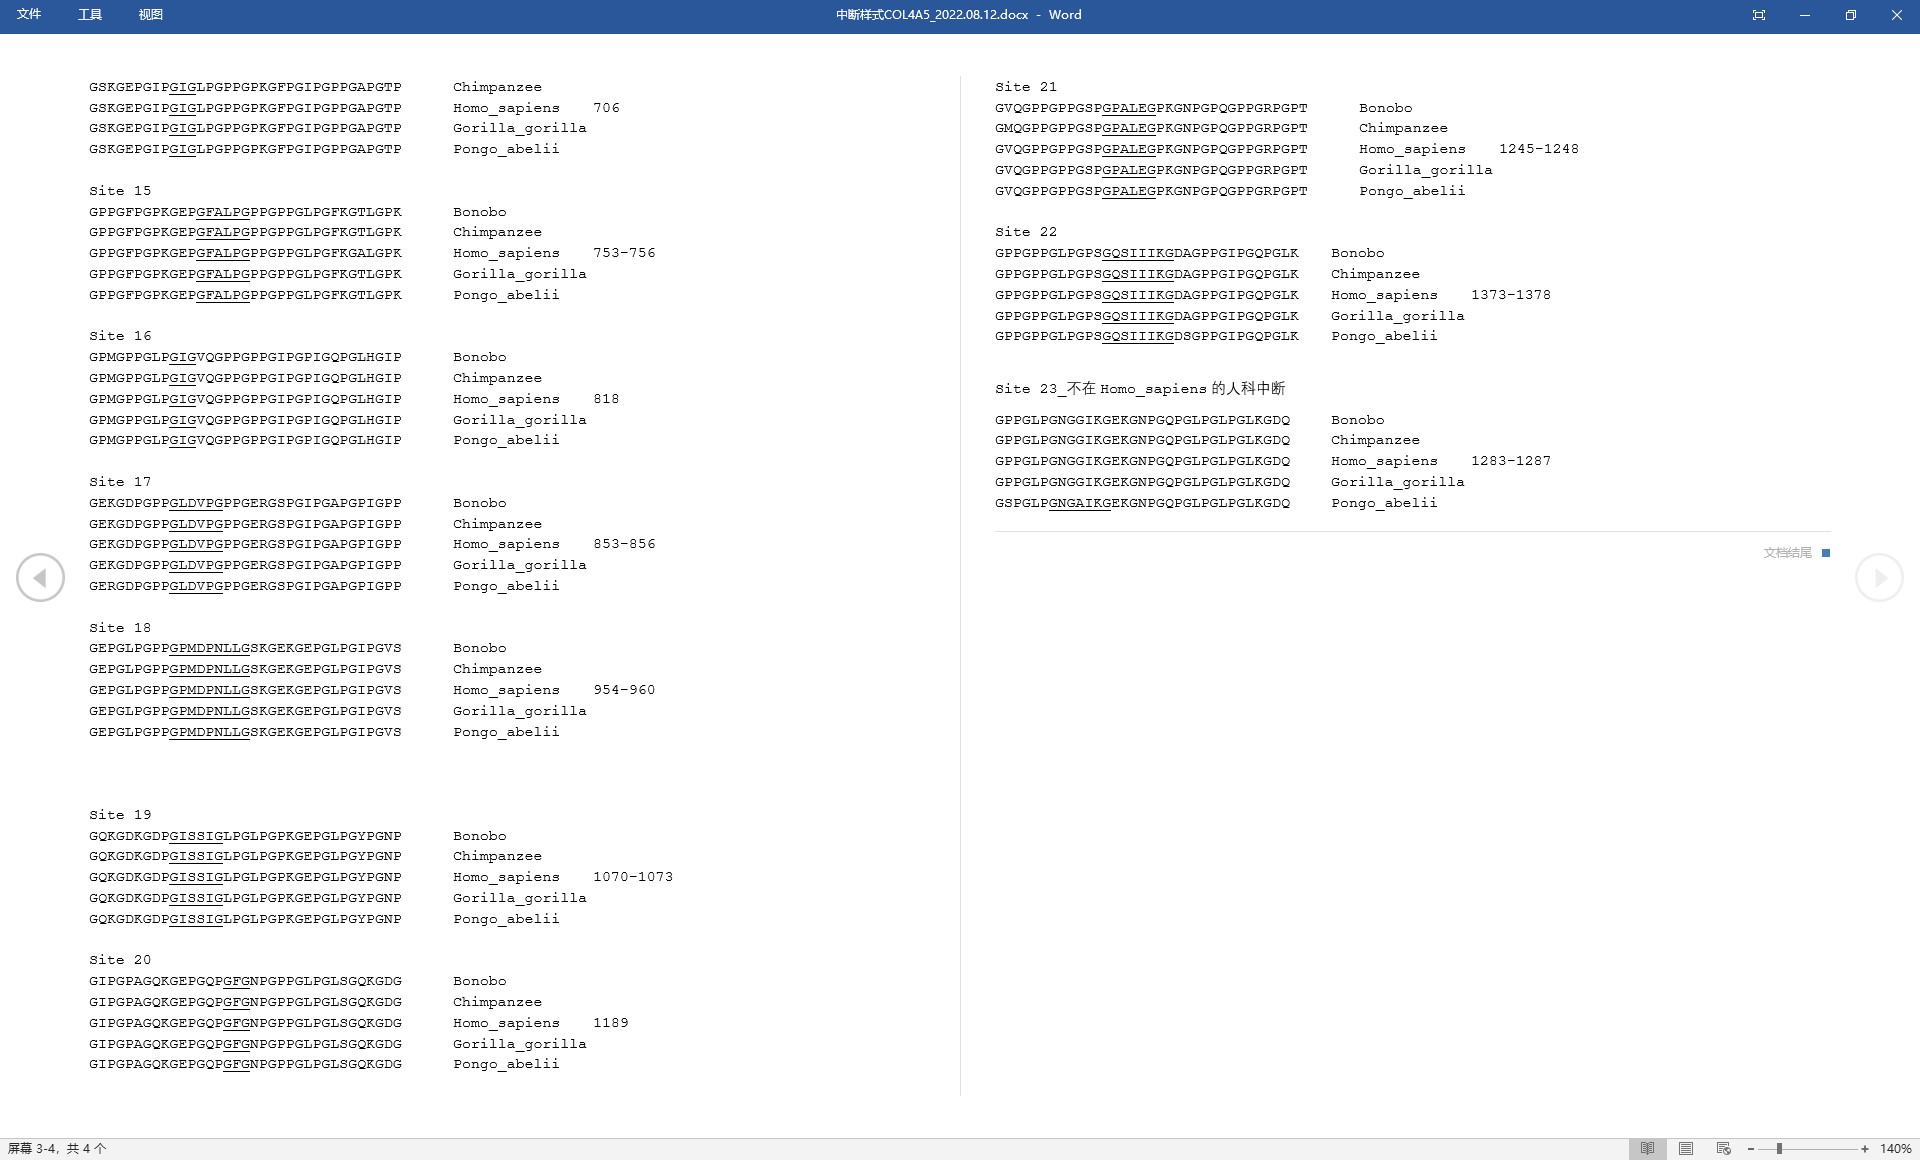 文件 工具 视图 中断样式COL4A5_2022.08.12.docx - Word
GSKGEPGIPGIGLPGPPGPKGFPGIPGPPGAPGTP Chimpanzee
GSKGEPGIPGIGLPGPPGPKGFPGIPGPPGAPGTP Homo_sapiens 706
GSKGEPGIPGIGLPGPPGPKGFPGIPGPPGAPGTP Gorilla_gorilla
GSKGEPGIPGIGLPGPPGPKGFPGIPGPPGAPGTP Pongo_abelii
Site 15
GPPGFPGPKGEPGFALPGPPGPPGLPGFKGTLGPK Bonobo
GPPGFPGPKGEPGFALPGPPGPPGLPGFKGTLGPK Chimpanzee
GPPGFPGPKGEPGFALPGPPGPPGLPGFKGALGPK Homo_sapiens 753-756
GPPGFPGPKGEPGFALPGPPGPPGLPGFKGTLGPK Gorilla_gorilla
GPPGFPGPKGEPGFALPGPPGPPGLPGFKGTLGPK Pongo_abelii
Site 16
GPMGPPGLPGIGVQGPPGPPGIPGPIGQPGLHGIP Bonobo
GPMGPPGLPGIGVQGPPGPPGIPGPIGQPGLHGIP Chimpanzee
GPMGPPGLPGIGVQGPPGPPGIPGPIGQPGLHGIP Homo_sapiens 818
GPMGPPGLPGIGVQGPPGPPGIPGPIGQPGLHGIP Gorilla_gorilla
GPMGPPGLPGIGVQGPPGPPGIPGPIGQPGLHGIP Pongo_abelii
Site 17
GEKGDPGPPGLDVPGPPGERGSPGIPGAPGPIGPP Bonobo
GEKGDPGPPGLDVPGPPGERGSPGIPGAPGPIGPP Chimpanzee
GEKGDPGPPGLDVPGPPGERGSPGIPGAPGPIGPP Homo_sapiens 853-856
GEKGDPGPPGLDVPGPPGERGSPGIPGAPGPIGPP Gorilla_gorilla
GERGDPGPPGLDVPGPPGERGSPGIPGAPGPIGPP Pongo_abelii
Site 18
GEPGLPGPPGPMDPNLLGSKGEKGEPGLPGIPGVS Bonobo
GEPGLPGPPGPMDPNLLGSKGEKGEPGLPGIPGVS Chimpanzee
GEPGLPGPPGPMDPNLLGSKGEKGEPGLPGIPGVS Homo_sapiens 954-960
GEPGLPGPPGPMDPNLLGSKGEKGEPGLPGIPGVS Gorilla_gorilla
GEPGLPGPPGPMDPNLLGSKGEKGEPGLPGIPGVS Pongo_abelii
Site 19
GQKGDKGDPGISSIGLPGLPGPKGEPGLPGYPGNP Bonobo
GQKGDKGDPGISSIGLPGLPGPKGEPGLPGYPGNP Chimpanzee
GQKGDKGDPGISSIGLPGLPGPKGEPGLPGYPGNP Homo_sapiens 1070-1073
GQKGDKGDPGISSIGLPGLPGPKGEPGLPGYPGNP Gorilla_gorilla
GQKGDKGDPGISSIGLPGLPGPKGEPGLPGYPGNP Pongo_abelii
Site 20
GIPGPAGQKGEPGQPGFGNPGPPGLPGLSGQKGDG Bonobo
GIPGPAGQKGEPGQPGFGNPGPPGLPGLSGQKGDG Chimpanzee
GIPGPAGQKGEPGQPGFGNPGPPGLPGLSGQKGDG Homo_sapiens 1189
GIPGPAGQKGEPGQPGFGNPGPPGLPGLSGQKGDG Gorilla_gorilla
GIPGPAGQKGEPGQPGFGNPGPPGLPGLSGQKGDG Pongo_abelii
Site 21
GVQGPPGPPGSPGPALEGPKGNPGPQGPPGRPGPT Bonobo
GMQGPPGPPGSPGPALEGPKGNPGPQGPPGRPGPT Chimpanzee
GVQGPPGPPGSPGPALEGPKGNPGPQGPPGRPGPT Homo_sapiens 1245-1248
GVQGPPGPPGSPGPALEGPKGNPGPQGPPGRPGPT Gorilla_gorilla
GVQGPPGPPGSPGPALEGPKGNPGPQGPPGRPGPT Pongo_abelii
Site 22
GPPGPPGLPGPSGQSIIIKGDAGPPGIPGQPGLK Bonobo
GPPGPPGLPGPSGQSIIIKGDAGPPGIPGQPGLK Chimpanzee
GPPGPPGLPGPSGQSIIIKGDAGPPGIPGQPGLK Homo_sapiens 1373-1378
GPPGPPGLPGPSGQSIIIKGDAGPPGIPGQPGLK Gorilla_gorilla
GPPGPPGLPGPSGQSIIIKGDSGPPGIPGQPGLK Pongo_abelii
Site 23_不在 Homo_sapiens 的人科中断
GPPGLPGNGGIKGEKGNPGQPGLPGLPGLKGDQ Bonobo
GPPGLPGNGGIKGEKGNPGQPGLPGLPGLKGDQ Chimpanzee
GPPGLPGNGGIKGEKGNPGQPGLPGLPGLKGDQ Homo_sapiens 1283-1287
GPPGLPGNGGIKGEKGNPGQPGLPGLPGLKGDQ Gorilla_gorilla
GSPGLPGNGAIKGEKGNPGQPGLPGLPGLKGDQ Pongo_abelii
文档结尾
屏幕 3-4，共 4 个 140%